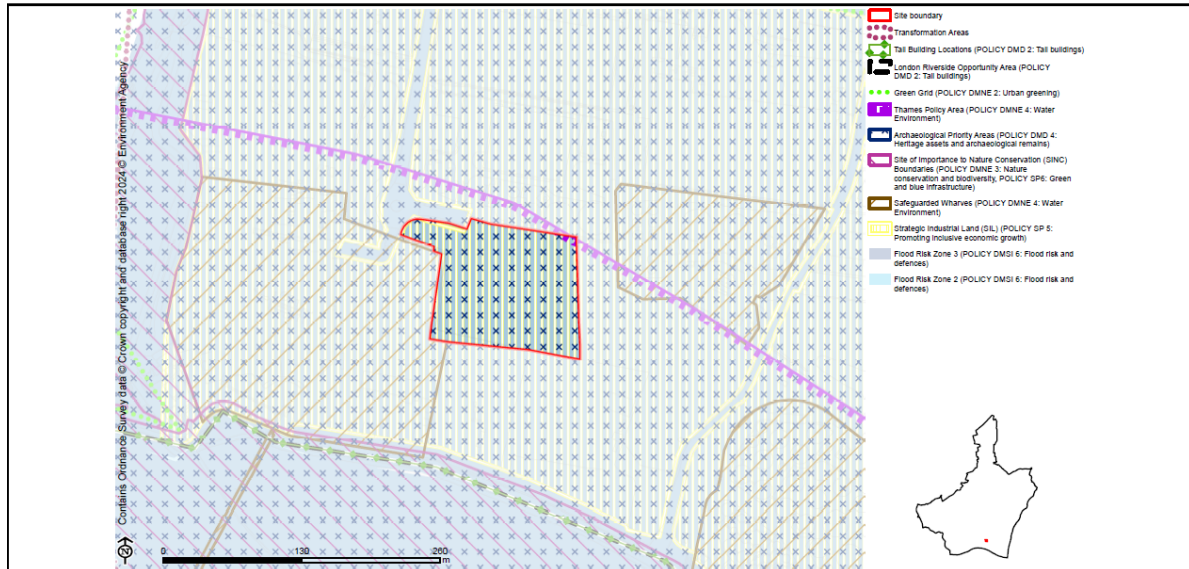 Contains Ordnance Survey data © Crown copyright and database right 2024 © Environment Agency
N
0
130
260
m
Site boundary
Transformation Areas
Tall Building Locations (POLICY DMD 2: Tall buildings)
London Riverside Opportunity Area (POLICY
DMD 2: Tall buildings)
Green Grid (POLICY DMNE 2: Urban greening)
Thames Policy Area (POLICY DMNE 4: Water
Environment)
Archaeological Priority Areas (POLICY DMD 4:
Heritage assets and archaeological remains)
Site of Importance to Nature Conservation (SINC)
Boundaries (POLICY DMNE 3: Nature
conservation and biodiversity, POLICY SP6: Green
and blue infrastructure)
Safeguarded Wharves (POLICY DMNE 4: Water
Environment)
Strategic Industrial Land (SIL) (POLICY SP 5:
Promoting inclusive economic growth)
Flood Risk Zone 3 (POLICY DMSI 6: Flood risk and
defences)
Flood Risk Zone 2 (POLICY DMSI 6: Flood risk and
defences)